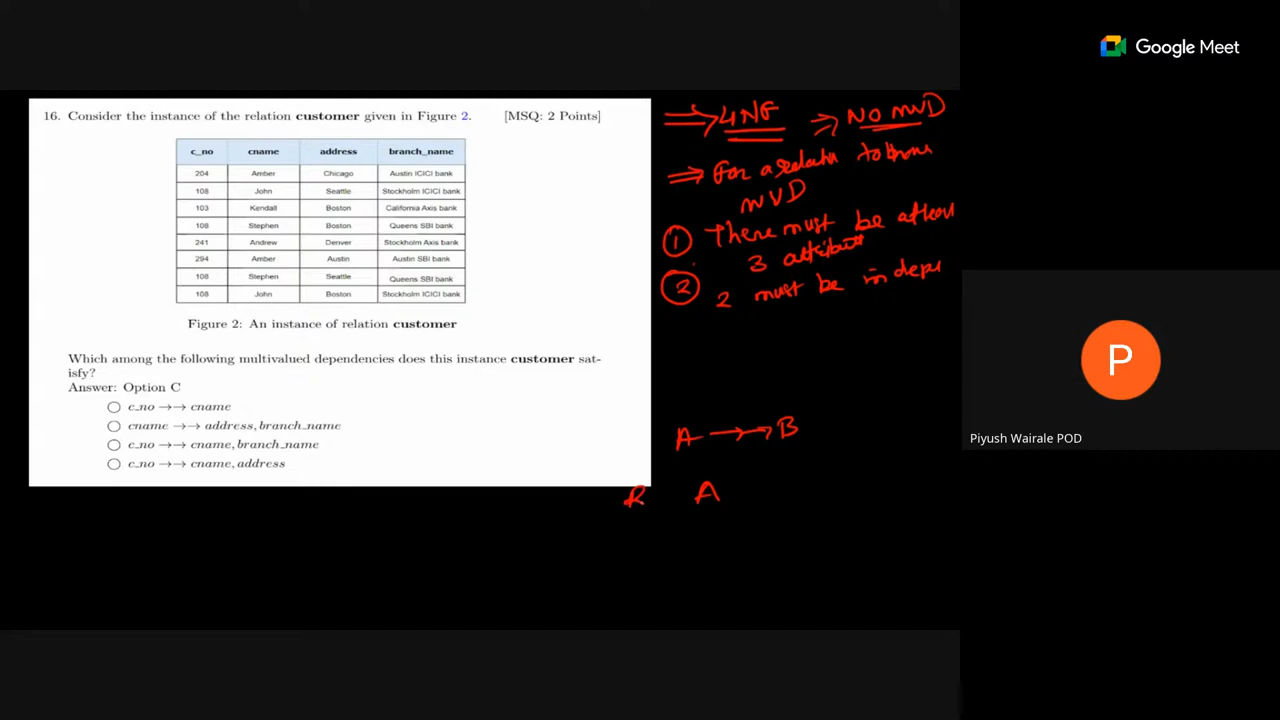 Google Meet
16. Consider the instance of the relation customer given in Figure 2. [MSQ: 2 Points]
c_no cname address branch_name
204 Amber Chicago Austin ICICI bank
108 John Seattle Stockholm ICICI bank
103 Kendall Boston California Axis bank
108 Stephen Boston Queens SBI bank
241 Andrew Denver Stockholm Axis bank
294 Amber Austin Austin SBI bank
108 Stephen Seattle Queens SBI bank
108 John Boston Stockholm ICICI bank
Figure 2: An instance of relation customer
Which among the following multivalued dependencies does this instance customer sat-
isfy?
Answer: Option C
c_no →→ cname
cname →→ address, branch_name
c_no →→ cname, branch_name
c_no →→ cname, address
⇒ 4NF ⇒ NO MVD
⇒ For a to
MVD
① There must be
3
② 2 must be in
A →→ B
R A
P
Piyush Wairale POD